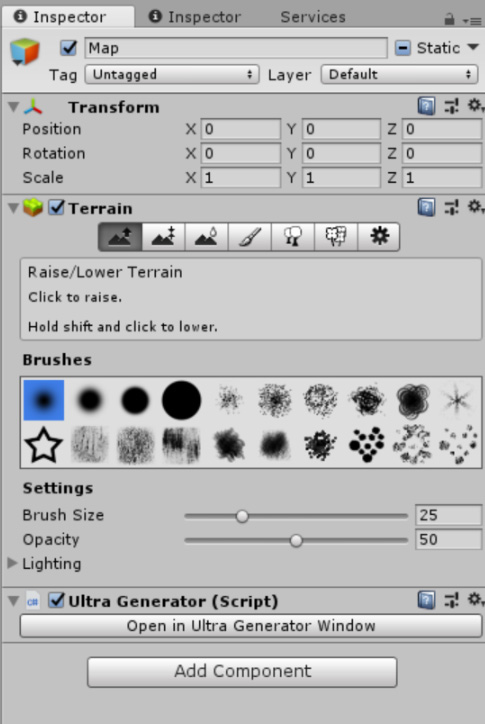 Inspector Inspector Services
Map Static
Tag Untagged Layer Default
Transform
Position X 0 Y 0 Z 0
Rotation X 0 Y 0 Z 0
Scale X 1 Y 1 Z 1
Terrain
Raise/Lower Terrain
Click to raise.
Hold shift and click to lower.
Brushes
Settings
Brush Size 25
Opacity 50
Lighting
C# Ultra Generator (Script)
Open in Ultra Generator Window
Add Component